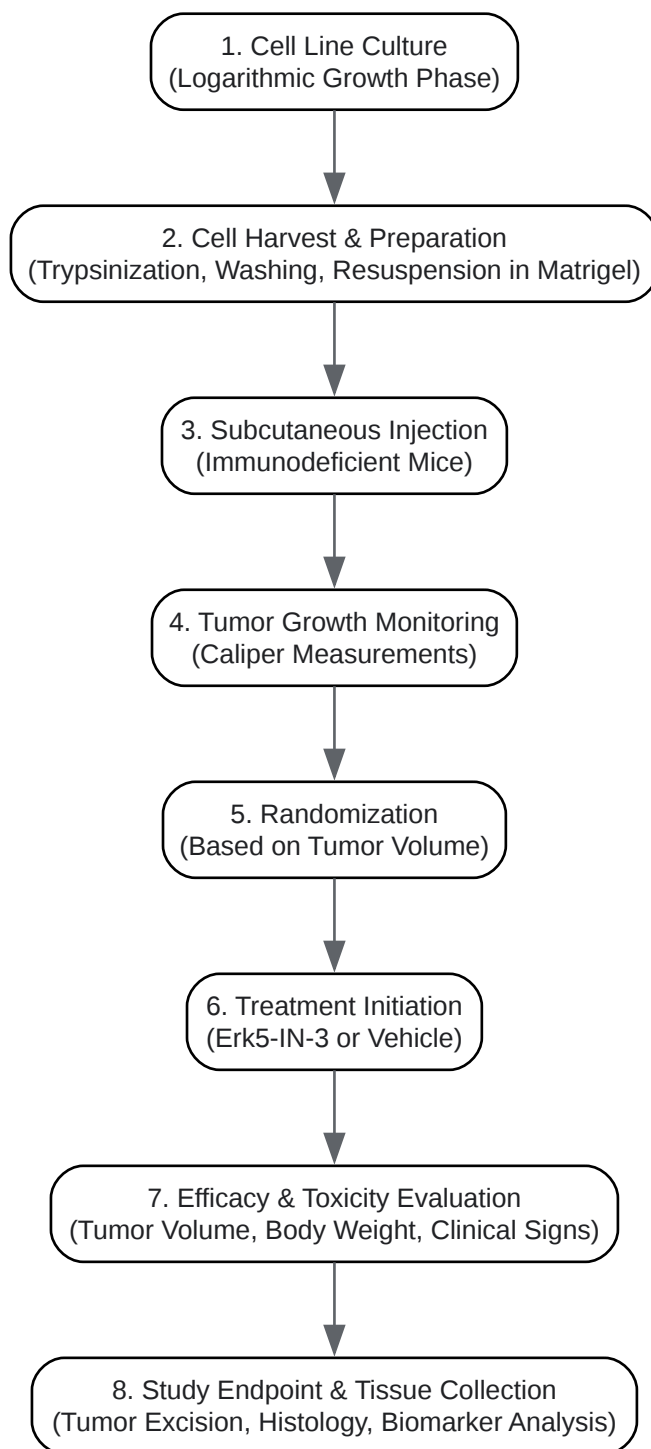 1. Cell Line Culture
(Logarithmic Growth Phase)
2. Cell Harvest & Preparation
(Trypsinization, Washing, Resuspension in Matrigel)
3. Subcutaneous Injection
(Immunodeficient Mice)
4. Tumor Growth Monitoring
(Caliper Measurements)
5. Randomization
(Based on Tumor Volume)
6. Treatment Initiation
(Erk5-IN-3 or Vehicle)
7. Efficacy & Toxicity Evaluation
(Tumor Volume, Body Weight, Clinical Signs)
8. Study Endpoint & Tissue Collection
(Tumor Excision, Histology, Biomarker Analysis)